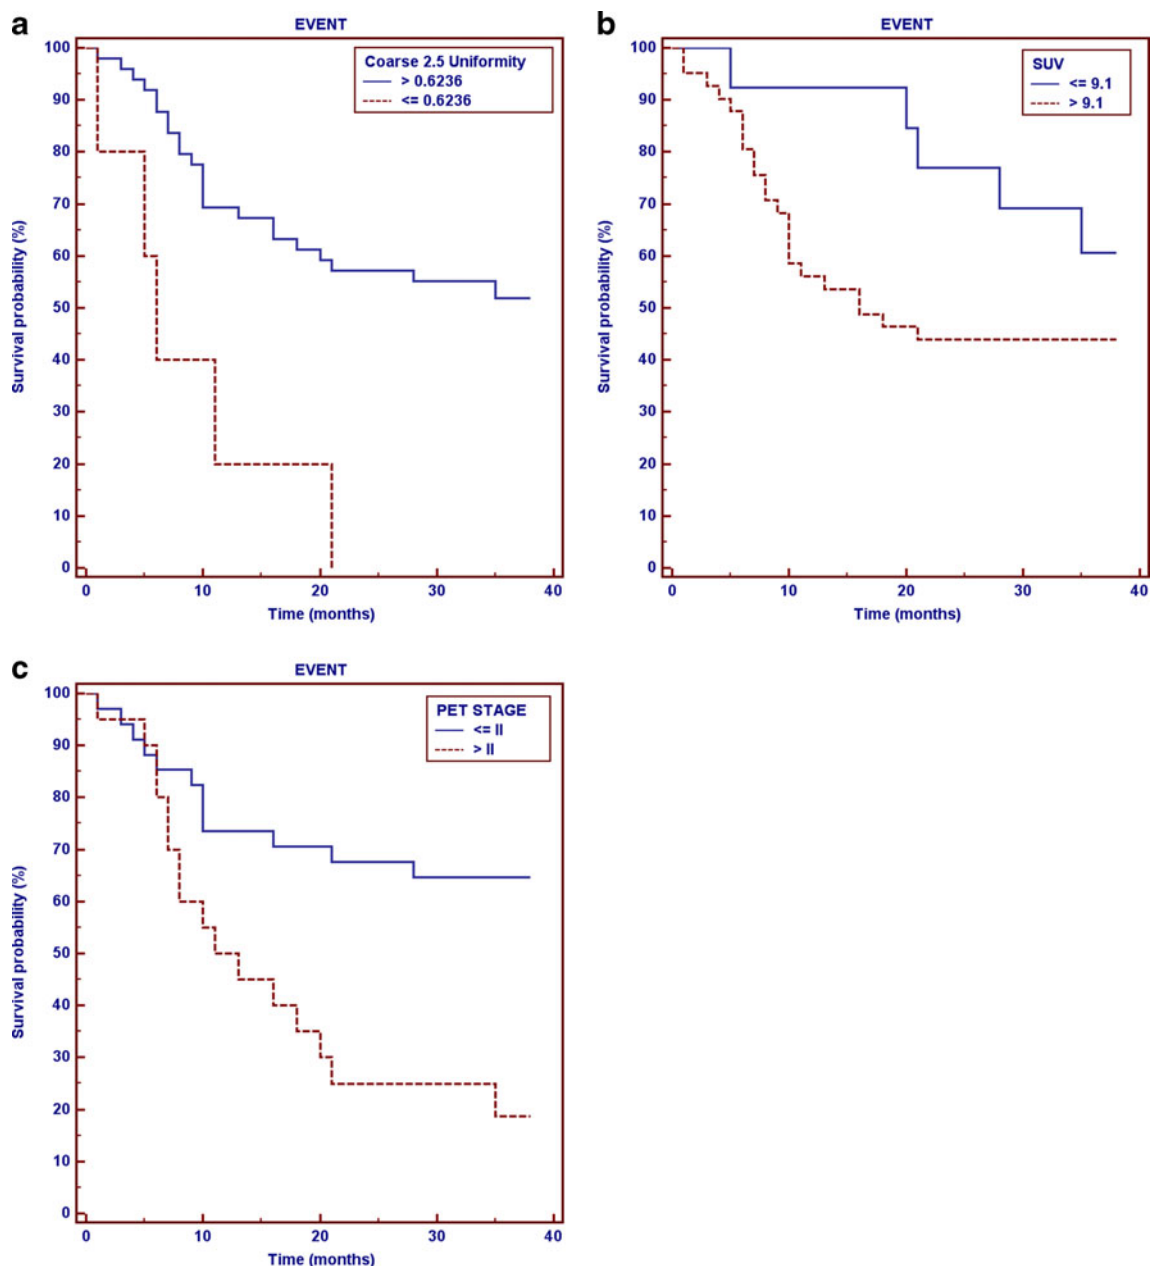 a
EVENT
Coarse 2.5 Uniformity
> 0.6236
<= 0.6236
100
90
80
70
60
50
40
30
20
10
0
Survival probability (%)
0 10 20 30 40
Time (months)
b
EVENT
SUV
<= 9.1
> 9.1
100
90
80
70
60
50
40
30
20
10
0
Survival probability (%)
0 10 20 30 40
Time (months)
c
EVENT
PET STAGE
<= II
> II
100
90
80
70
60
50
40
30
20
10
0
Survival probability (%)
0 10 20 30 40
Time (months)